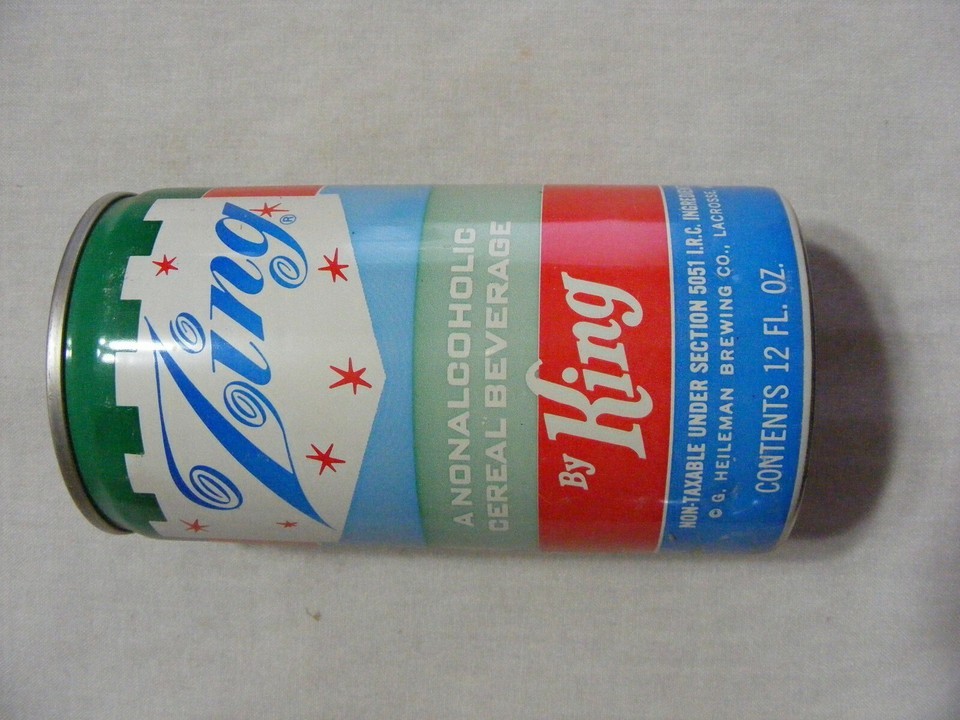 Zing®
A NONALCOHOLIC
CEREAL BEVERAGE
By King
NON-TAXABLE UNDER SECTION 5051 I.R.C.
© G. HEILEMAN BREWING CO., LACROSSE
CONTENTS 12 FL. OZ.